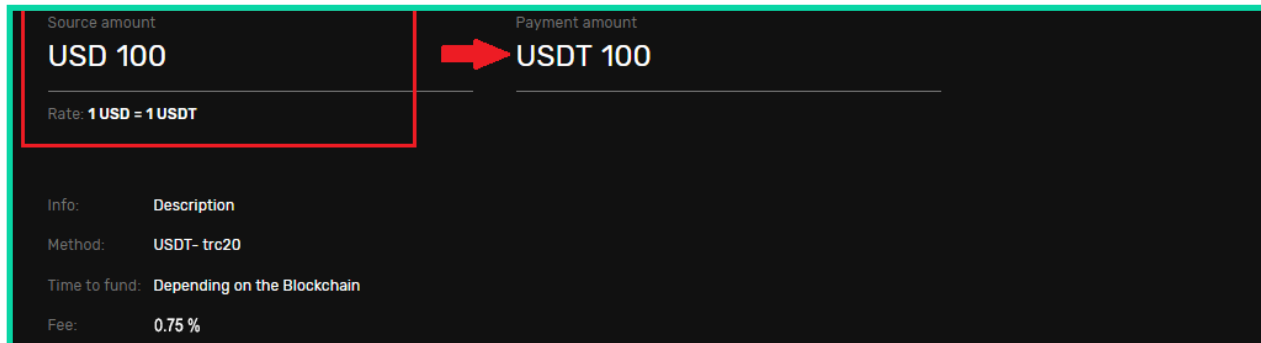 Source amount
Payment amount
USD 100
USDT 100
Rate: 1 USD = 1 USDT
Info: Description
Method: USDT- trc20
Time to fund: Depending on the Blockchain
Fee: 0.75 %